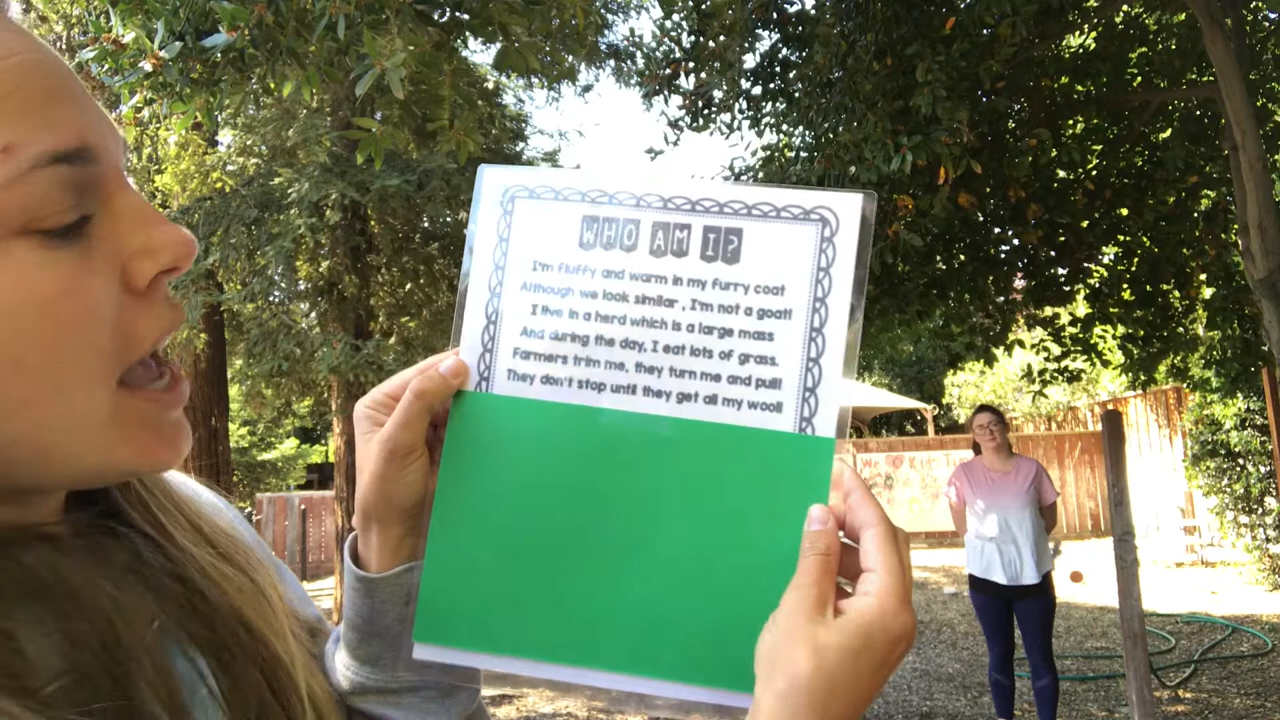 WHO AM I?
I'm fluffy and warm in my furry coat
Although we look similar , I'm not a goat!
I live in a herd which is a large mass
And during the day, I eat lots of grass.
Farmers trim me, they turn me and pull!
They don't stop until they get all my wool!
We